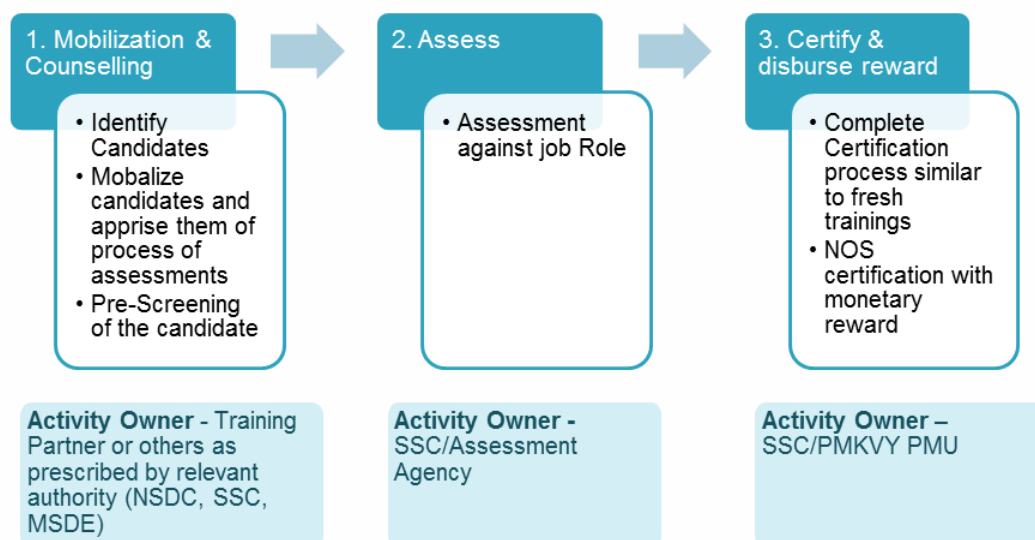 1. Mobilization &
Counselling
• Identify
Candidates
• Mobalize
candidates and
apprise them of
process of
assessments
• Pre-Screening
of the candidate
Activity Owner - Training
Partner or others as
prescribed by relevant
authority (NSDC, SSC,
MSDE)
2. Assess
• Assessment
against job Role
Activity Owner -
SSC/Assessment
Agency
3. Certify &
disburse reward
• Complete
Certification
process similar
to fresh
trainings
• NOS
certification with
monetary
reward
Activity Owner –
SSC/PMKVY PMU